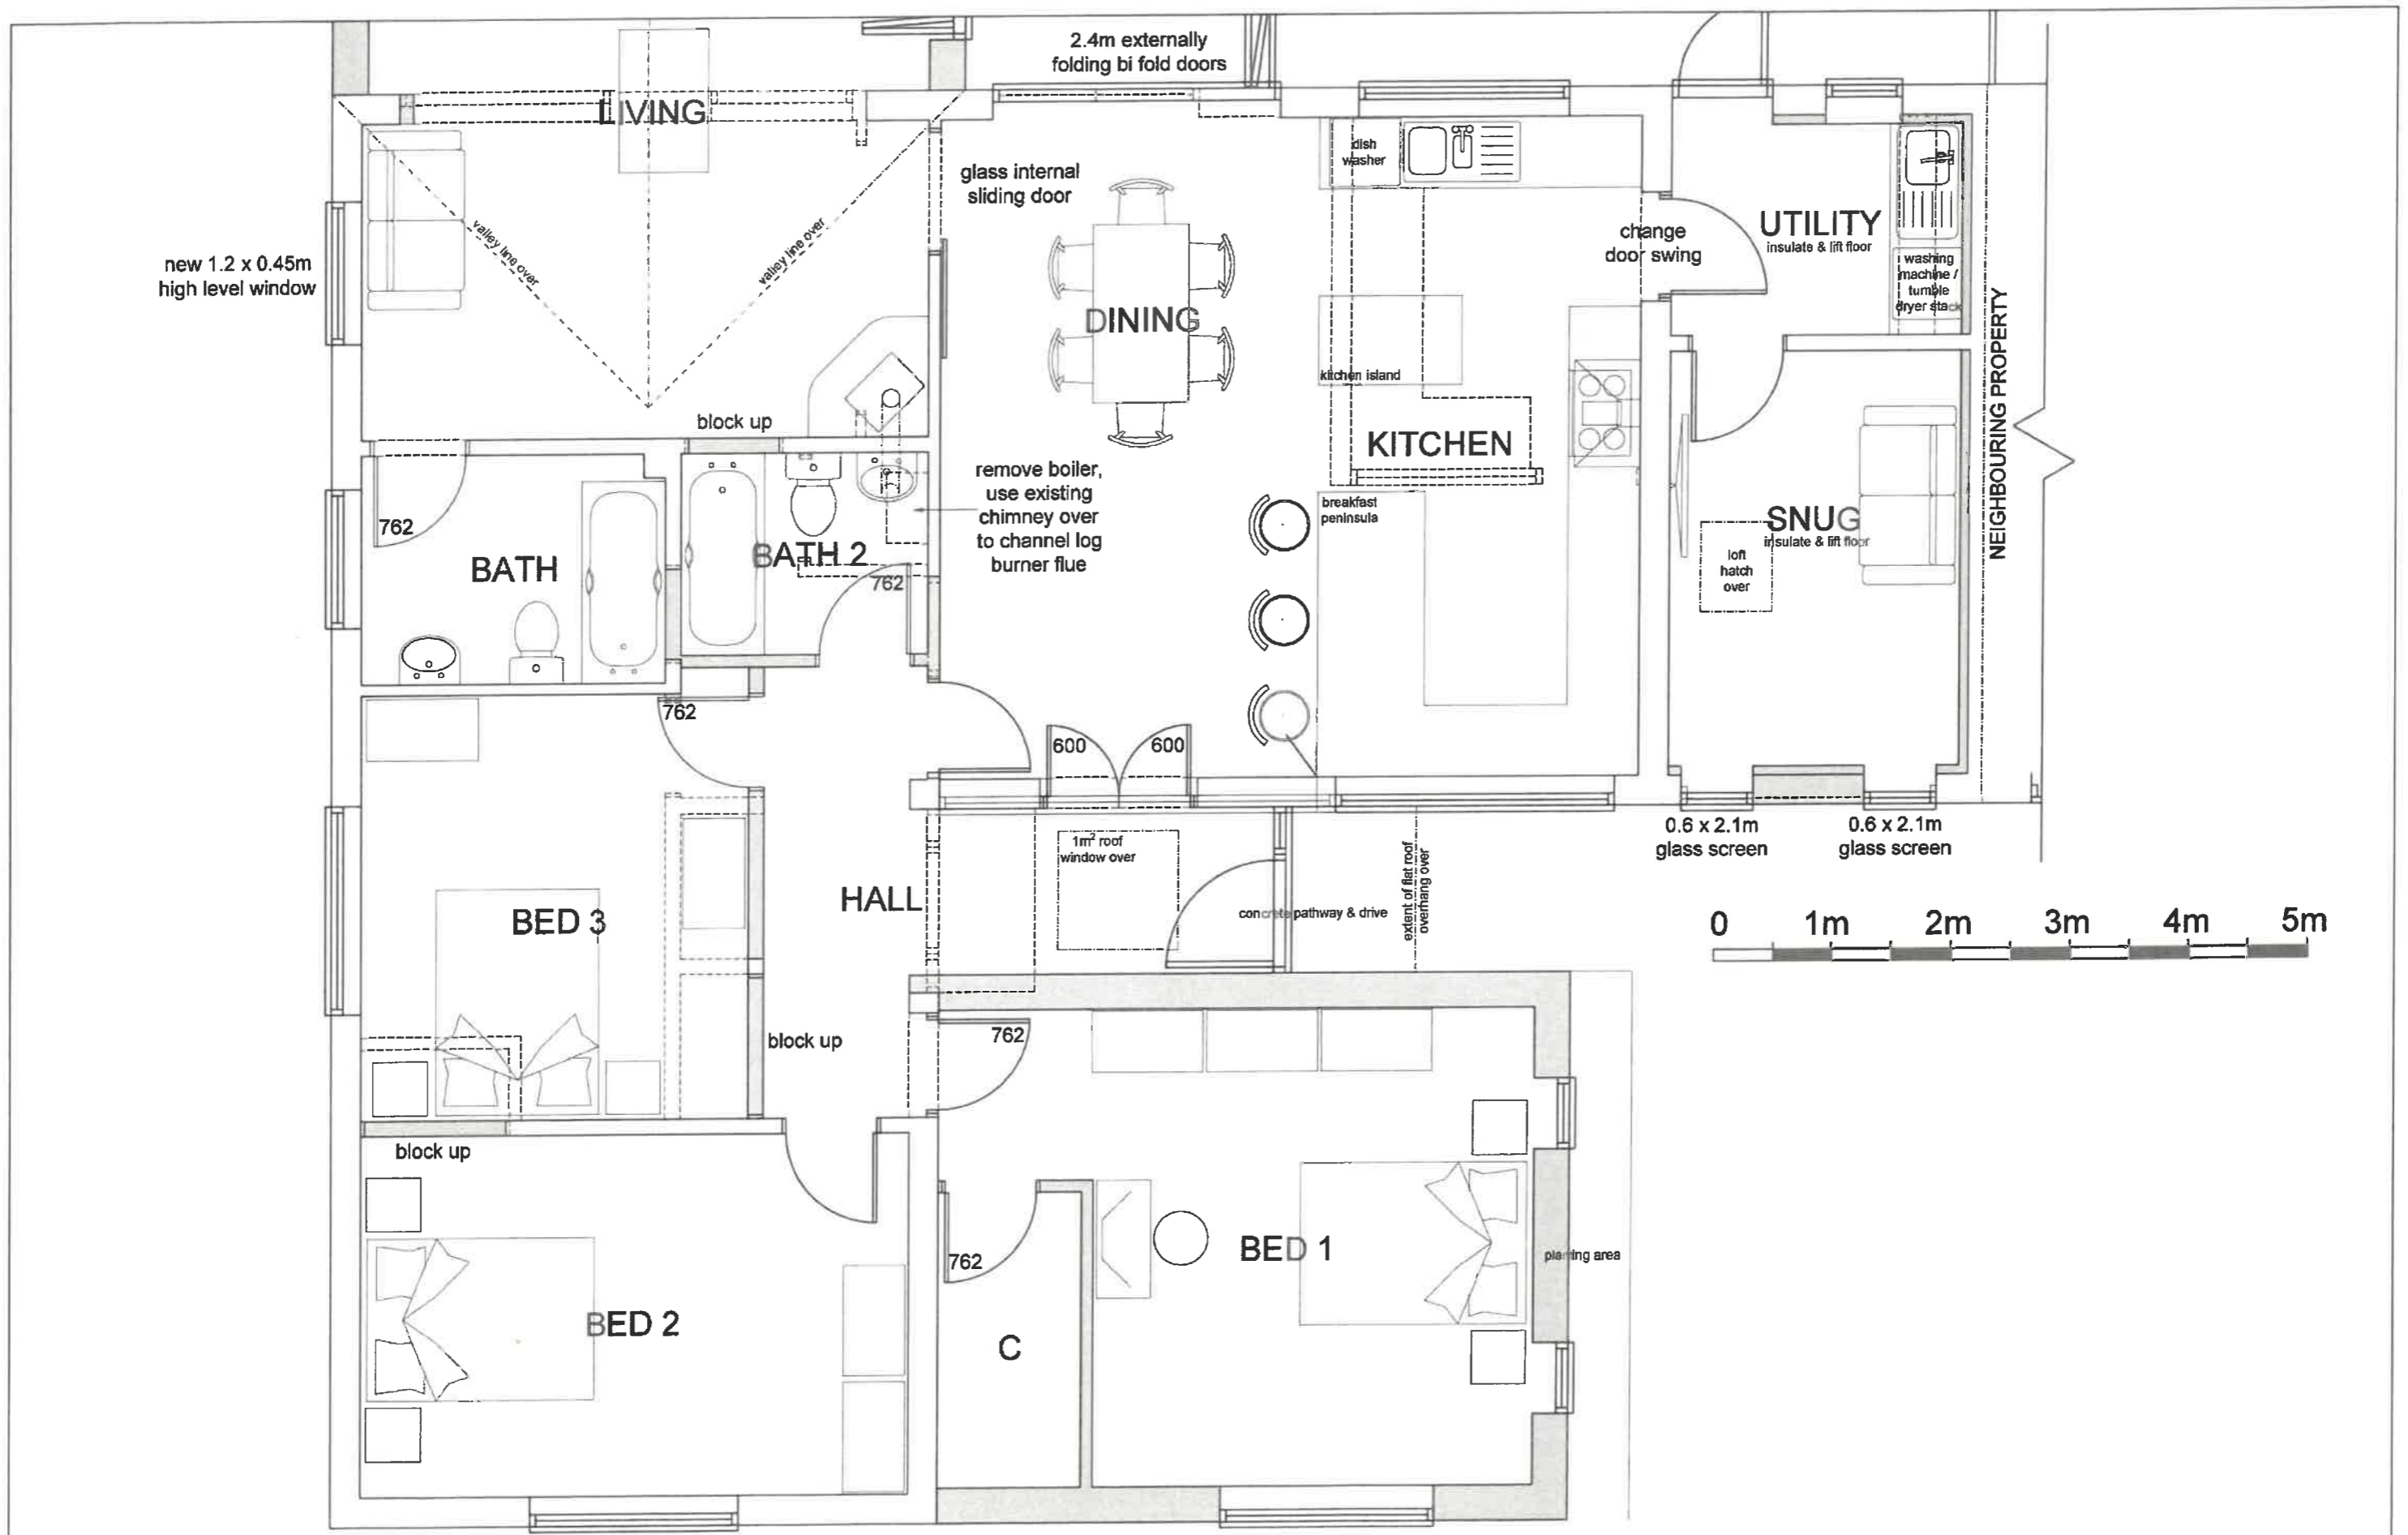 2.4m externally
folding bi fold doors
LIVING
glass internal
sliding door
dish
washer
change
door swing
UTILITY
insulate & lift floor
washing
machine /
tumble
dryer stack
NEIGHBOURING PROPERTY
new 1.2 x 0.45m
high level window
valley line over
valley line over
DINING
kitchen island
KITCHEN
block up
remove boiler,
use existing
chimney over
to channel log
burner flue
breakfast
peninsula
SNUG
insulate & lift floor
loft
hatch
over
762
BATH
BATH 2
762
762
600
600
1m² roof
window over
0.6 x 2.1m
glass screen
0.6 x 2.1m
glass screen
HALL
concrete pathway & drive
extent of flat roof
overhang over
BED 3
0 1m 2m 3m 4m 5m
block up
762
block up
762
BED 1
planting area
BED 2
C